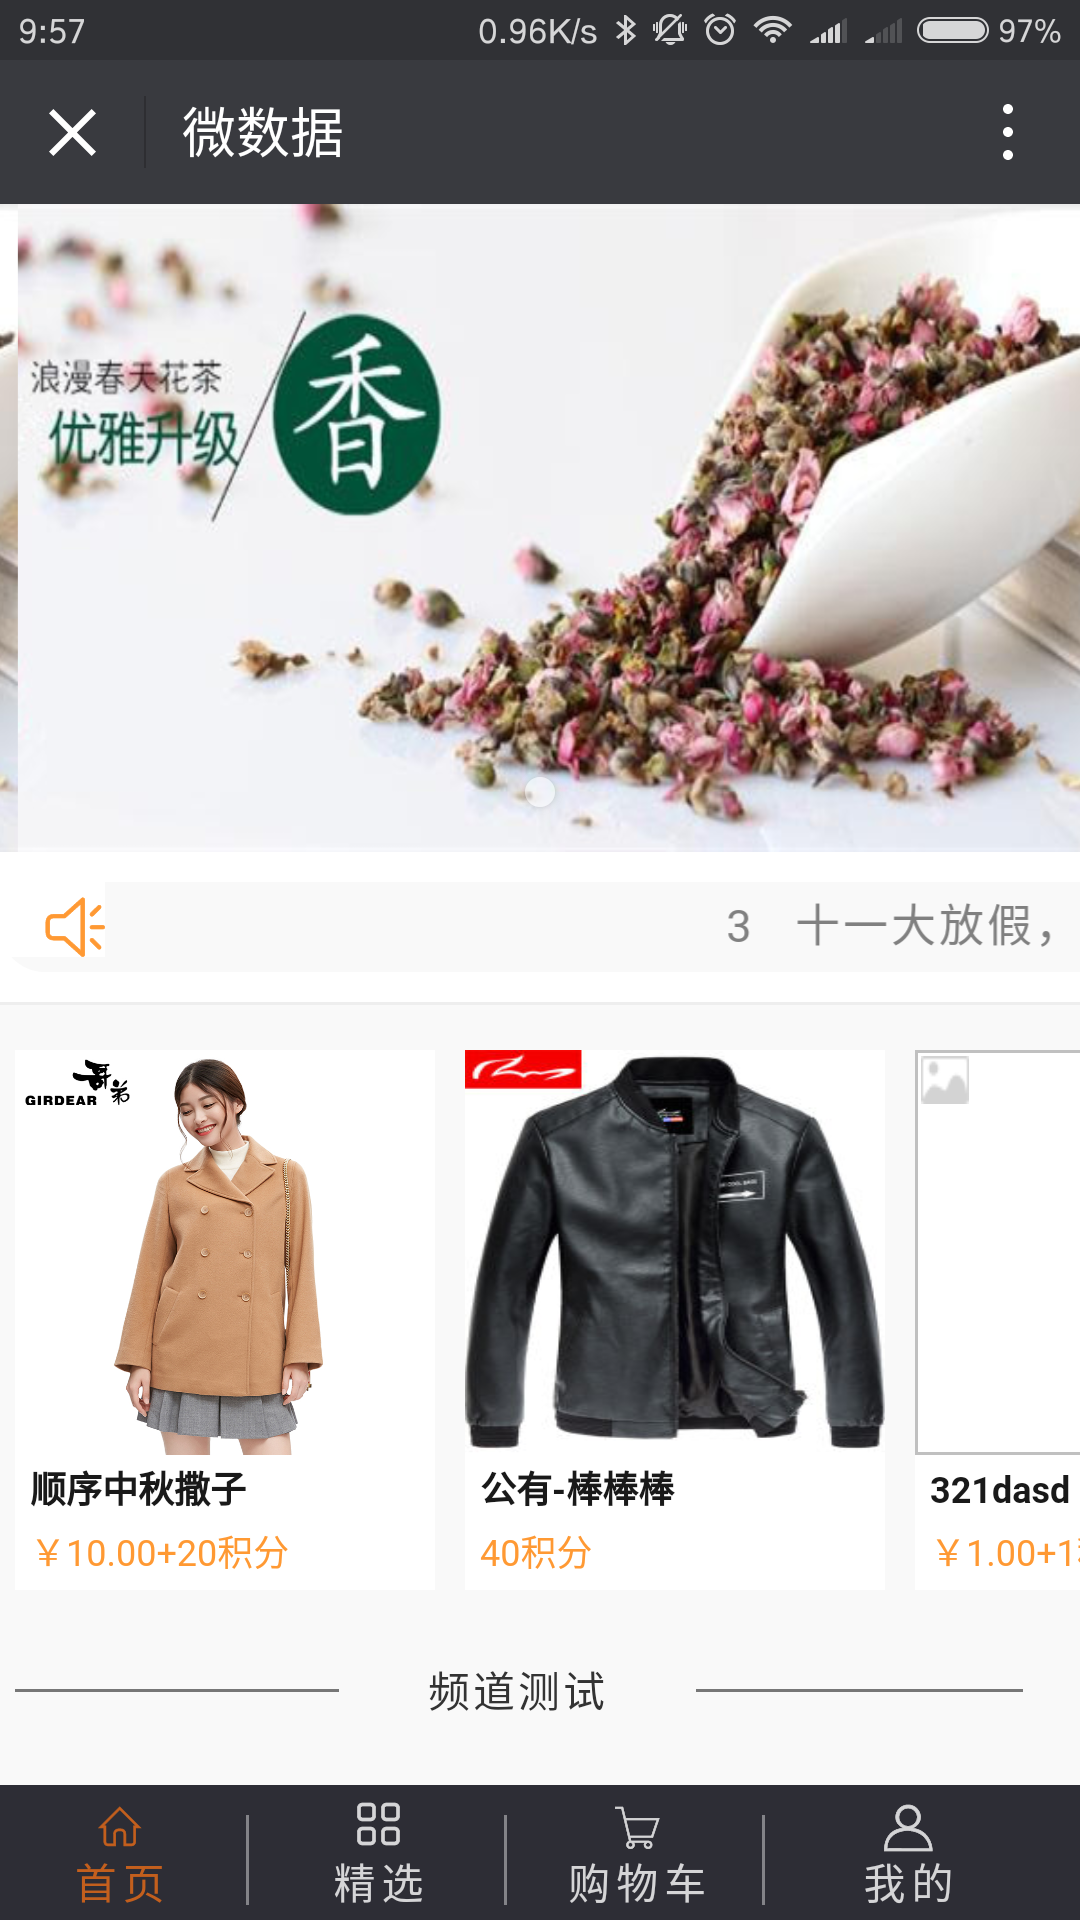 9:57 0.96K/s 97%
微数据
浪漫春天花茶
优雅升级
香
3 十一大放假，
哥弟
GIRDEAR
顺序中秋撒子
公有-棒棒棒
321dasd
￥10.00+20积分
40积分
￥1.00+1
频道测试
首页 精选 购物车 我的